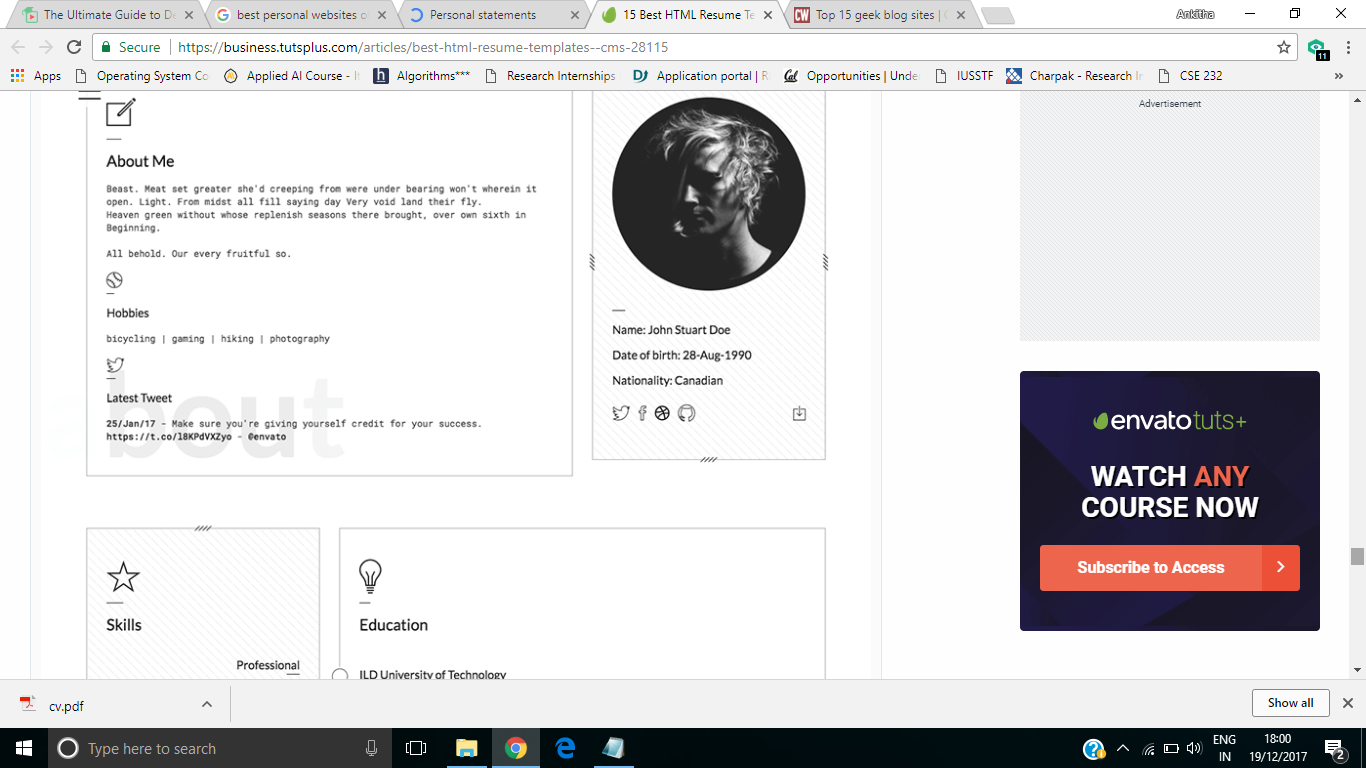 The Ultimate Guide to De
best personal websites o
Personal statements
15 Best HTML Resume Te
Top 15 geek blog sites | C
Ankitha
Secure
https://business.tutsplus.com/articles/best-html-resume-templates--cms-28115
11
Apps
Operating System Co
Applied AI Course - It
Algorithms***
Research Internships
Application portal | R
Opportunities | Unde
IUSSTF
Charpak - Research In
CSE 232
About Me
Beast. Meat set greater she'd creeping from were under bearing won't wherein it
open. Light. From midst all fill saying day Very void land their fly.
Heaven green without whose replenish seasons there brought, over own sixth in
Beginning.
All behold. Our every fruitful so.
Hobbies
bicycling | gaming | hiking | photography
bout
Latest Tweet
25/Jan/17 - Make sure you're giving yourself credit for your success.
https://t.co/l8KPdVXZyo - @envato
Name: John Stuart Doe
Date of birth: 28-Aug-1990
Nationality: Canadian
Skills
Professional
Education
ILD University of Technology
Advertisement
envatotuts+
WATCH ANY
COURSE NOW
Subscribe to Access
cv.pdf
Show all
Type here to search
ENG
IN
18:00
19/12/2017
2